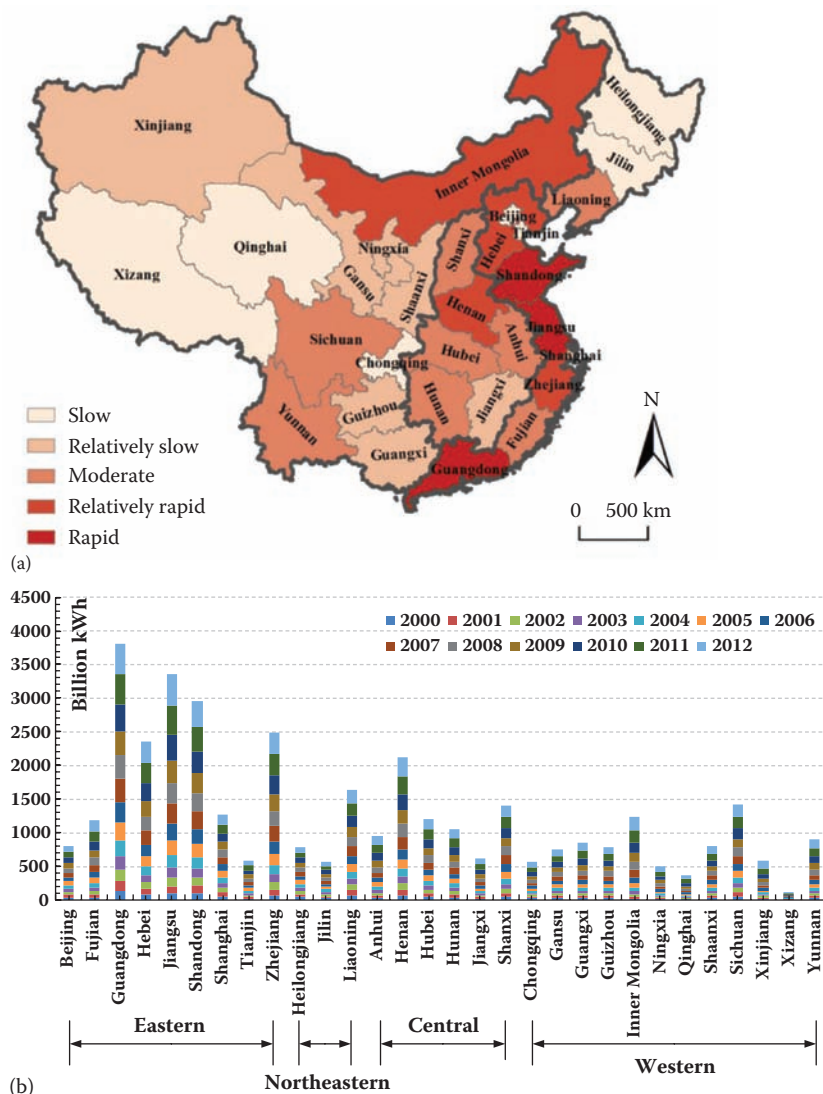 Xinjiang
Heilongjiang
Jilin
Inner Mongolia
Liaoning
Beijing
Tianjin
Hebei
Shanxi
Ningxia
Qinghai
Gansu
Shaanxi
Shandong
Xizang
Henan
Jiangsu
Sichuan
Anhui
Shanghai
Hubei
Chongqing
Zhejiang
Hunan
Jiangxi
Guizhou
Yunnan
Fujian
Guangxi
Guangdong
N
Slow
Relatively slow
Moderate
Relatively rapid
Rapid
0 500 km
(a)
4500
4000
3500
3000
2500
2000
1500
1000
500
0
Billion kWh
2000 2001 2002 2003 2004 2005 2006
2007 2008 2009 2010 2011 2012
Beijing
Fujian
Guangdong
Hebei
Jiangsu
Shandong
Shanghai
Tianjin
Zhejiang
Heilongjiang
Jilin
Liaoning
Anhui
Henan
Hubei
Hunan
Jiangxi
Shanxi
Chongqing
Gansu
Guangxi
Guizhou
Inner Mongolia
Ningxia
Qinghai
Shaanxi
Sichuan
Xinjiang
Xizang
Yunnan
Eastern
Central
Western
Northeastern
(b)